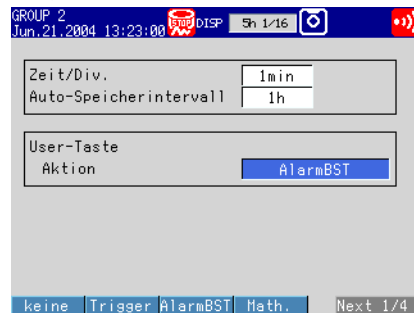 GROUP 2
Jun.21.2004 13:23:00 STOP DISP 5h 1/16
Zeit/Div. 1min
Auto-Speicherintervall 1h
User-Taste
Aktion AlarmBST
keine Trigger AlarmBST Math. Next 1/4